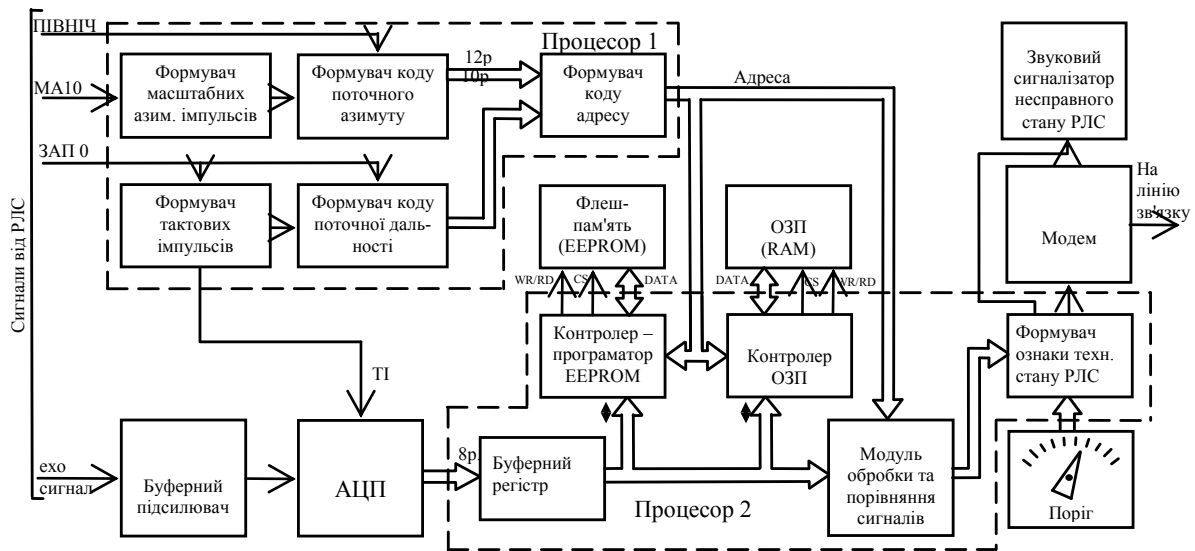 Сигнали від РЛС
ПІВНІЧ
МА10
ЗАП 0
ехо
сигнал
Процесор 1
Формувач
масштабних
азим. імпульсів
Формувач коду
поточного
азимуту
12р
10р
Формувач
коду
адресу
Адреса
Формувач
тактових
імпульсів
Формувач коду
поточної даль-
ності
Флеш-
пам'ять
(EEPROM)
ОЗП
(RAM)
Звуковий
сигналізатор
несправного
стану РЛС
Модем
На
лінію
зв'язку
WR/RD
CS
DATA
DATA
CS
WR/RD
Контролер –
програматор
EEPROM
Контролер
ОЗП
Формувач
ознаки техн.
стану РЛС
ТІ
Буферний
підсилювач
АЦП
8р.
Буферний
регістр
Процесор 2
Модуль
обробки та
порівняння
сигналів
Поріг